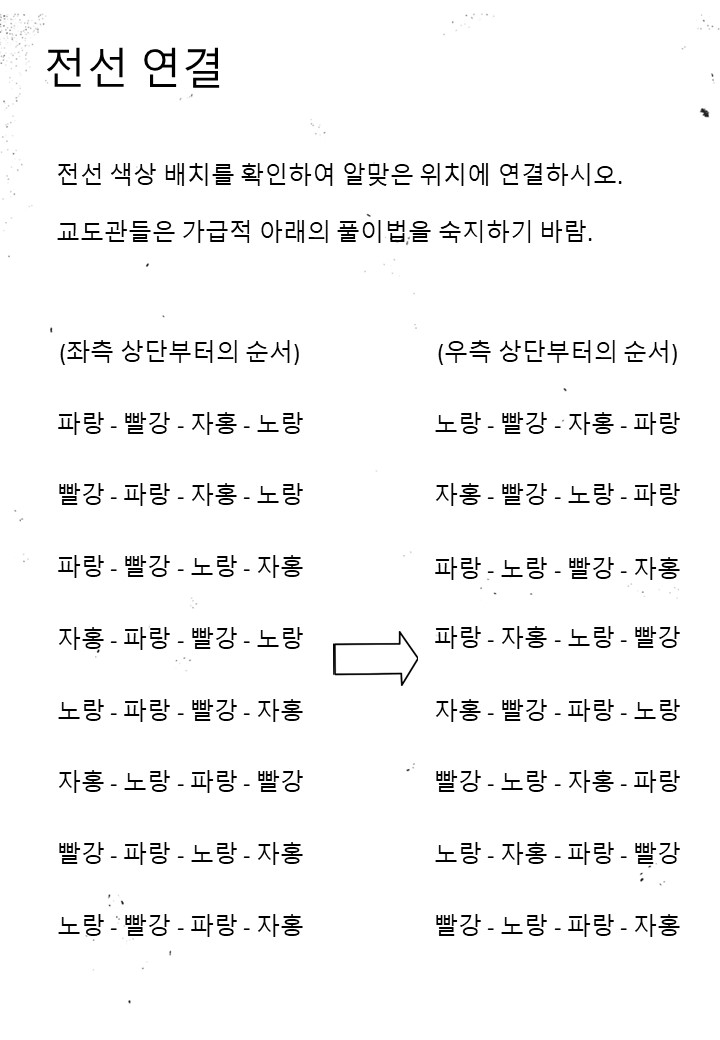 전선 연결
전선 색상 배치를 확인하여 알맞은 위치에 연결하시오.
교도관들은 가급적 아래의 풀이법을 숙지하기 바람.
(좌측 상단부터의 순서) (우측 상단부터의 순서)
파랑 - 빨강 - 자홍 - 노랑 노랑 - 빨강 - 자홍 - 파랑
빨강 - 파랑 - 자홍 - 노랑 자홍 - 빨강 - 노랑 - 파랑
파랑 - 빨강 - 노랑 - 자홍 파랑 - 노랑 - 빨강 - 자홍
자홍 - 파랑 - 빨강 - 노랑 파랑 - 자홍 - 노랑 - 빨강
노랑 - 파랑 - 빨강 - 자홍 자홍 - 빨강 - 파랑 - 노랑
자홍 - 노랑 - 파랑 - 빨강 빨강 - 노랑 - 자홍 - 파랑
빨강 - 파랑 - 노랑 - 자홍 노랑 - 자홍 - 파랑 - 빨강
노랑 - 빨강 - 파랑 - 자홍 빨강 - 노랑 - 파랑 - 자홍